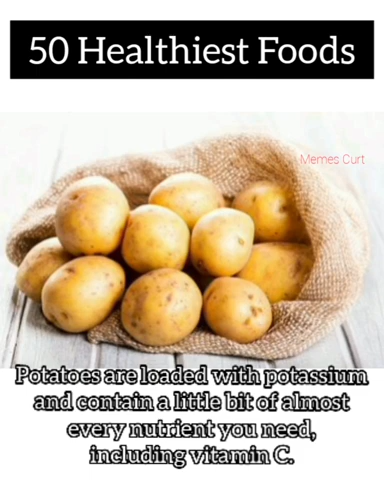 50 Healthiest Foods
Memes Curt
Potatoes are loaded with potassium
and contain a little bit of almost
every nutrient you need,
including vitamin C.